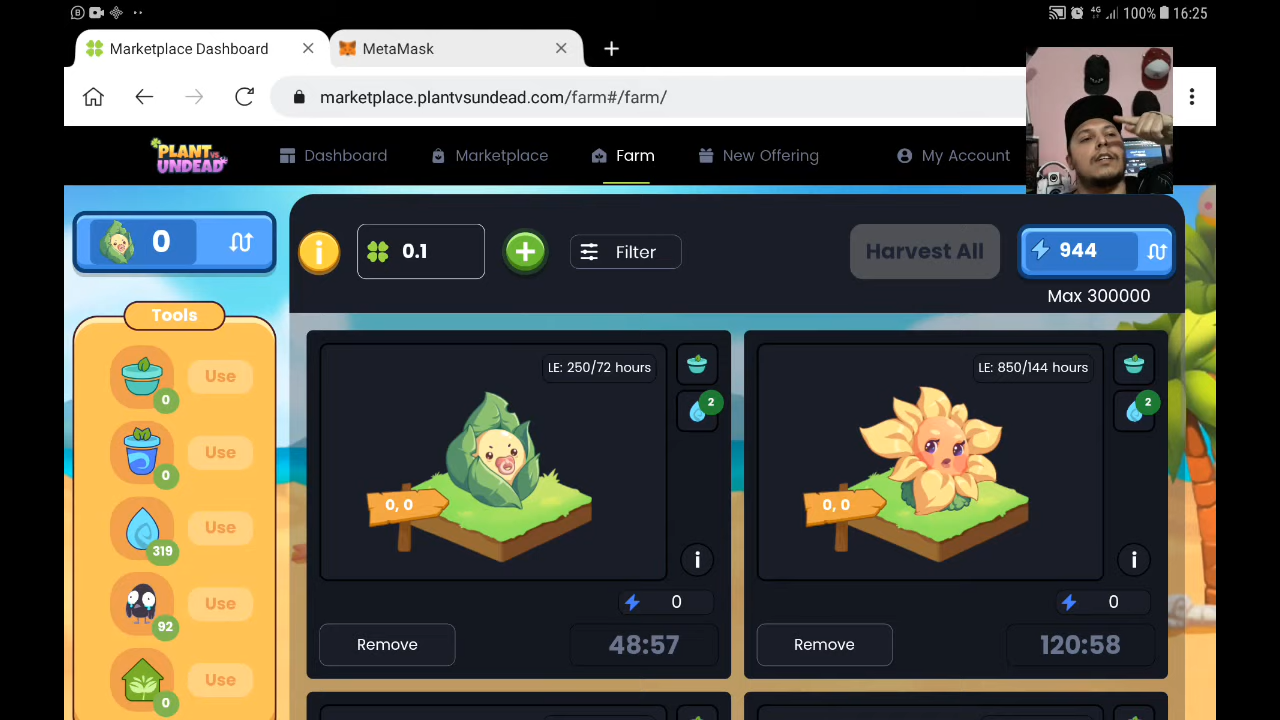 4G 100% 16:25
Marketplace Dashboard MetaMask
marketplace.plantvsundead.com/farm#/farm/
PLANT VS UNDEAD Dashboard Marketplace Farm New Offering My Account
0 i 0.1 Filter Harvest All 944
Max 300000
Tools
Use
0
Use
0
Use
319
Use
92
Use
0
LE: 250/72 hours
2
0, 0
i
0
Remove 48:57
LE: 850/144 hours
2
0, 0
i
0
Remove 120:58